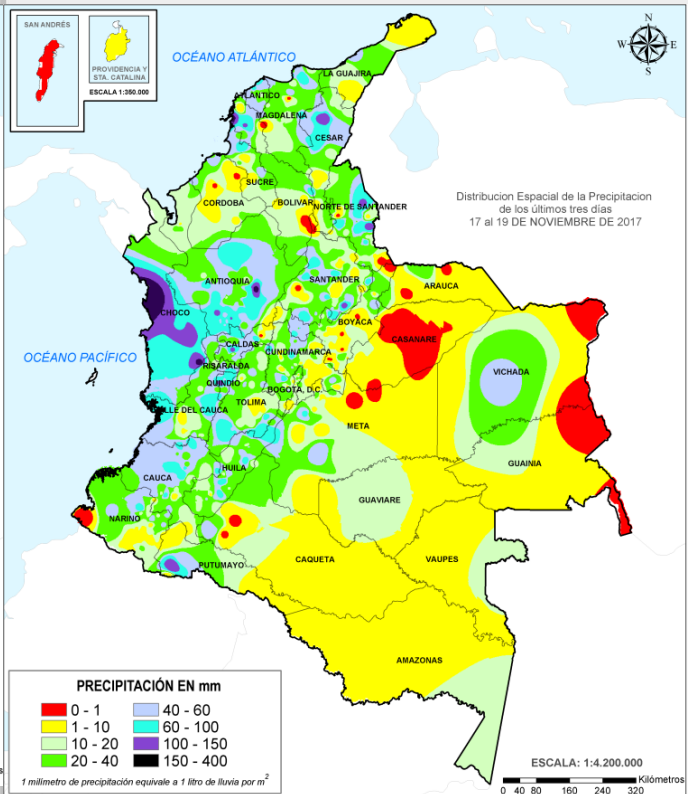 SAN ANDRÉS
PROVIDENCIA Y
STA. CATALINA
ESCALA 1:350.000
OCÉANO ATLÁNTICO
N
W
E
S
LA GUAJIRA
ATLANTICO
MAGDALENA
CESAR
SUCRE
CORDOBA
BOLIVAR
NORTE DE SANTANDER
Distribucion Espacial de la Precipitacion
de los últimos tres días
17 al 19 DE NOVIEMBRE DE 2017
ANTIOQUIA
SANTANDER
ARAUCA
CHOCO
BOYACA
CASANARE
OCÉANO PACÍFICO
CALDAS
CUNDINAMARCA
RISARALDA
VICHADA
QUINDIO
BOGOTA, D.C.
TOLIMA
VALLE DEL CAUCA
META
GUAINIA
HUILA
CAUCA
GUAVIARE
NARIÑO
PUTUMAYO
CAQUETA
VAUPES
AMAZONAS
PRECIPITACIÓN EN mm
0 - 1
40 - 60
1 - 10
60 - 100
10 - 20
100 - 150
20 - 40
150 - 400
1 milimetro de precipitación equivale a 1 litro de lluvia por m²
ESCALA: 1:4.200.000
0 40 80 160 240 320 Kilómetros